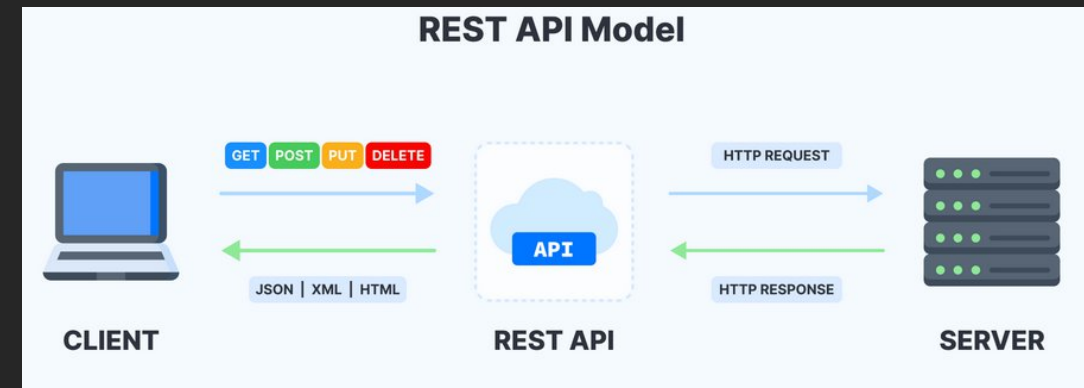 REST API Model
GET POST PUT DELETE
HTTP REQUEST
API
JSON | XML | HTML
HTTP RESPONSE
CLIENT
REST API
SERVER